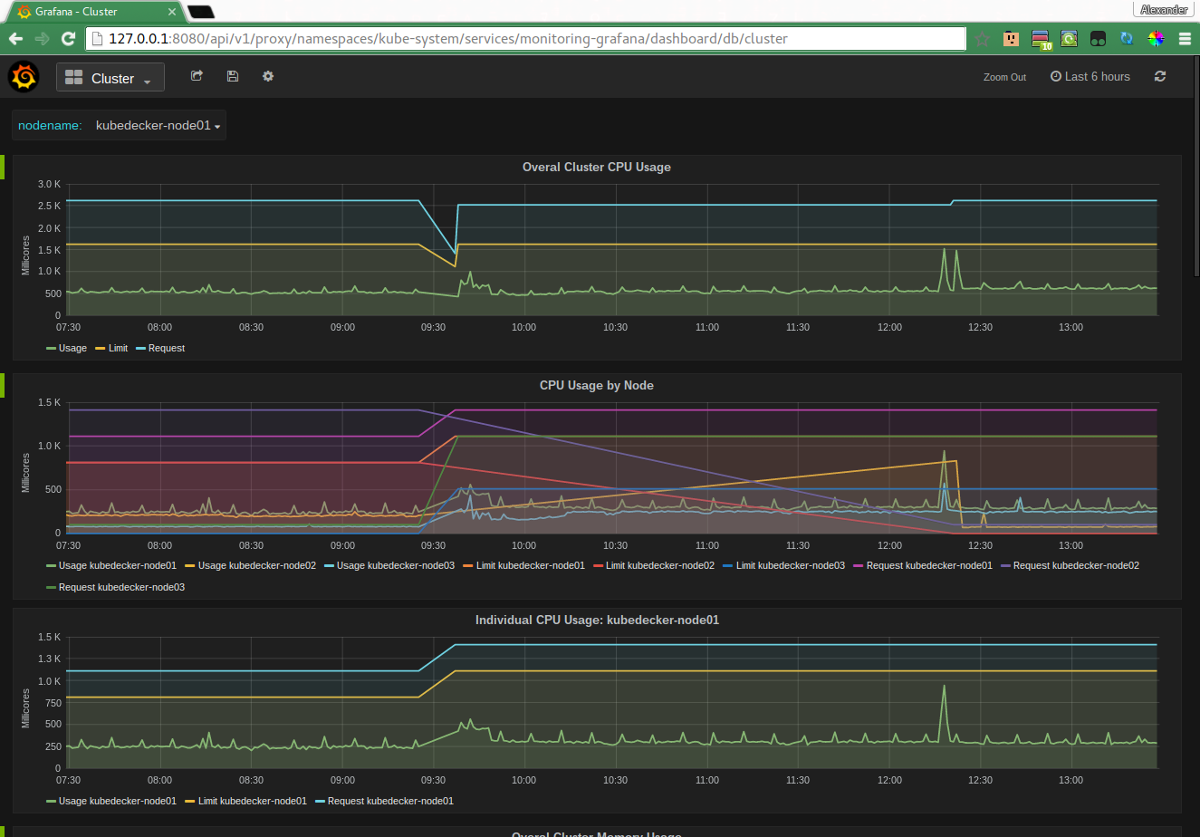 Grafana - Cluster
Alexander
127.0.0.1:8080/api/v1/proxy/namespaces/kube-system/services/monitoring-grafana/dashboard/db/cluster
10
Cluster
Zoom Out Last 6 hours
nodename: kubedecker-node01
Overal Cluster CPU Usage
Millicores
3.0 K
2.5 K
2.0 K
1.5 K
1.0 K
500
0
07:30 08:00 08:30 09:00 09:30 10:00 10:30 11:00 11:30 12:00 12:30 13:00
Usage Limit Request
CPU Usage by Node
Millicores
1.5 K
1.0 K
500
0
07:30 08:00 08:30 09:00 09:30 10:00 10:30 11:00 11:30 12:00 12:30 13:00
Usage kubedecker-node01 Usage kubedecker-node02 Usage kubedecker-node03 Limit kubedecker-node01 Limit kubedecker-node02 Limit kubedecker-node03 Request kubedecker-node01 Request kubedecker-node02
Request kubedecker-node03
Individual CPU Usage: kubedecker-node01
Millicores
1.5 K
1.3 K
1.0 K
750
500
250
0
07:30 08:00 08:30 09:00 09:30 10:00 10:30 11:00 11:30 12:00 12:30 13:00
Usage kubedecker-node01 Limit kubedecker-node01 Request kubedecker-node01
Overal Cluster Memory Usage